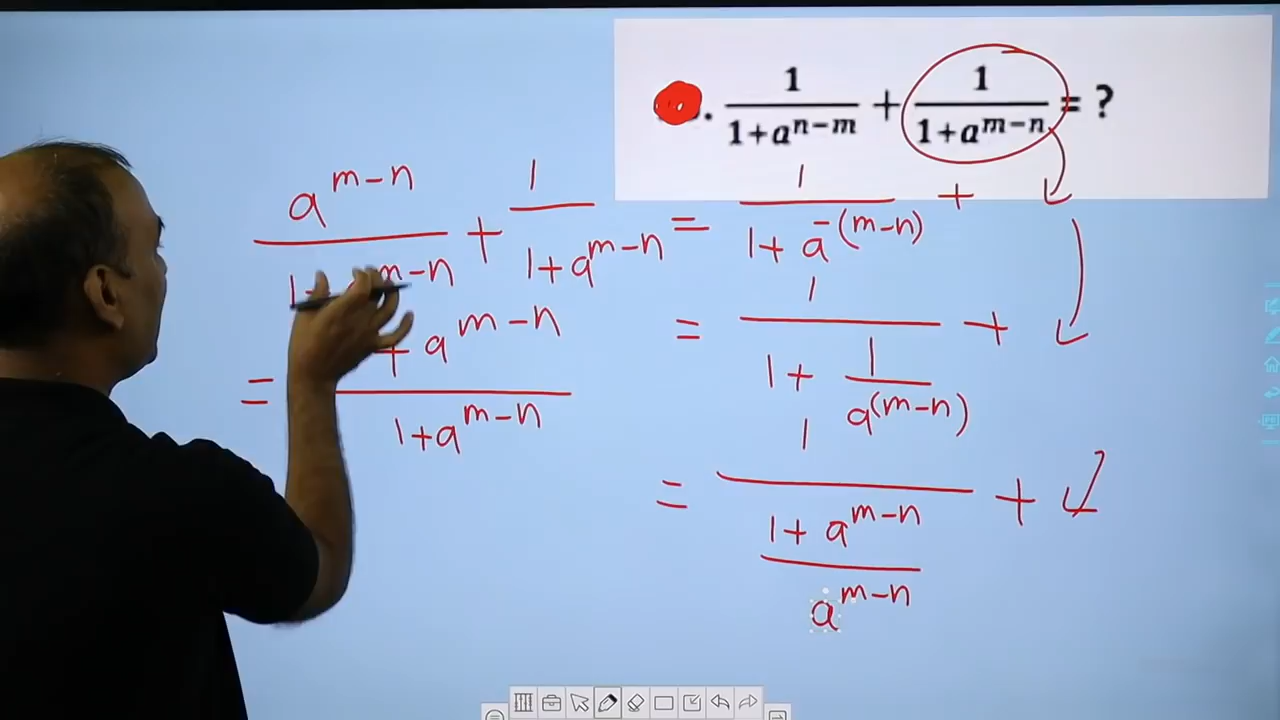 1/(1+a^(n−m)) + 1/(1+a^(m−n)) = ?
= 1/(1+a^(−(m−n))) +
= 1/(1+1/a^((m−n))) +
= 1/((1+a^(m−n))/a^(m−n)) +
a^(m−n)/(1+ ^(m−n)) + 1/(1+a^(m−n))
= + a^(m−n)/(1+a^(m−n))